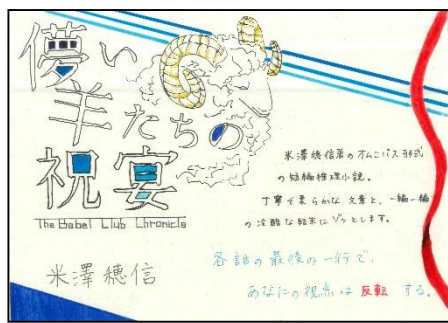 儚い
羊たちの
祝宴
The Babel Club Chronicle
米澤穂信
米澤穂信著のオムニバス形式
の短編推理小説。
丁寧で柔らかな文章と、一編一編
の冷酷な結末にゾッとします。
各話の最後の一行で、
あなたの視点は反転する。